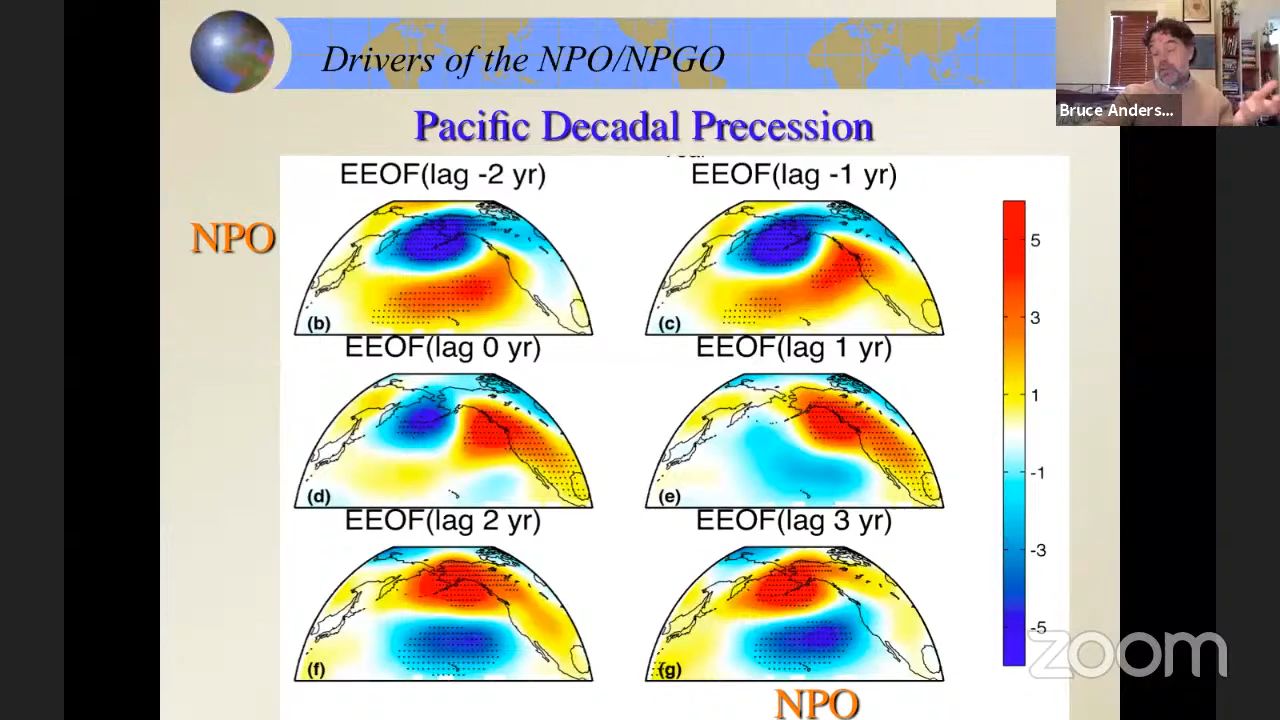 Drivers of the NPO/NPGO
Bruce Anders...
Pacific Decadal Precession
EEOF(lag -2 yr)
EEOF(lag -1 yr)
NPO
(b)
(c)
EEOF(lag 0 yr)
EEOF(lag 1 yr)
(d)
(e)
EEOF(lag 2 yr)
EEOF(lag 3 yr)
(f)
(g)
5
3
1
-1
-3
-5
zoom
NPO